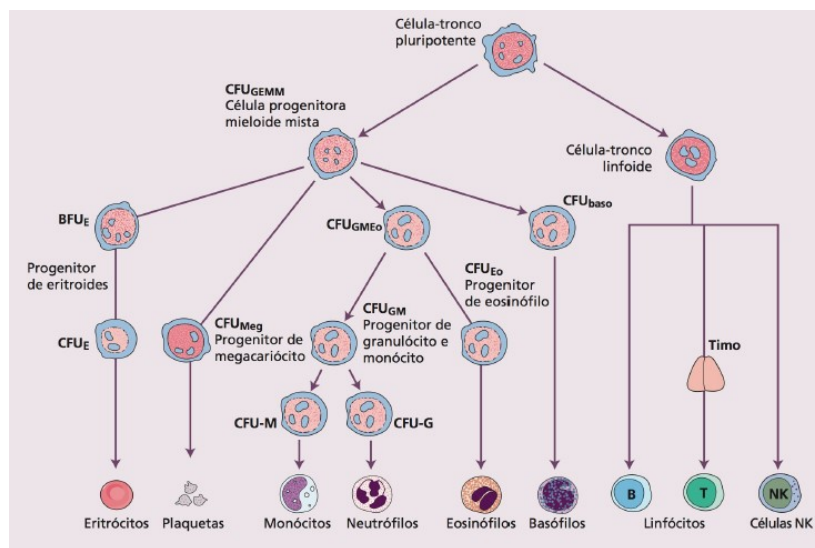 Célula-tronco
pluripotente
CFUGEMM
Célula progenitora
mieloide mista
Célula-tronco
linfoide
BFUE
CFUbaso
CFUGMEo
Progenitor
de eritroides
CFUEo
Progenitor
de eosinófilo
CFUMeg
Progenitor de
megacariócito
CFUGM
Progenitor de
granulócito e
monócito
CFUE
Timo
CFU-M
CFU-G
B
T
NK
Eritrócitos
Plaquetas
Monócitos
Neutrófilos
Eosinófilos
Basófilos
Linfócitos
Células NK